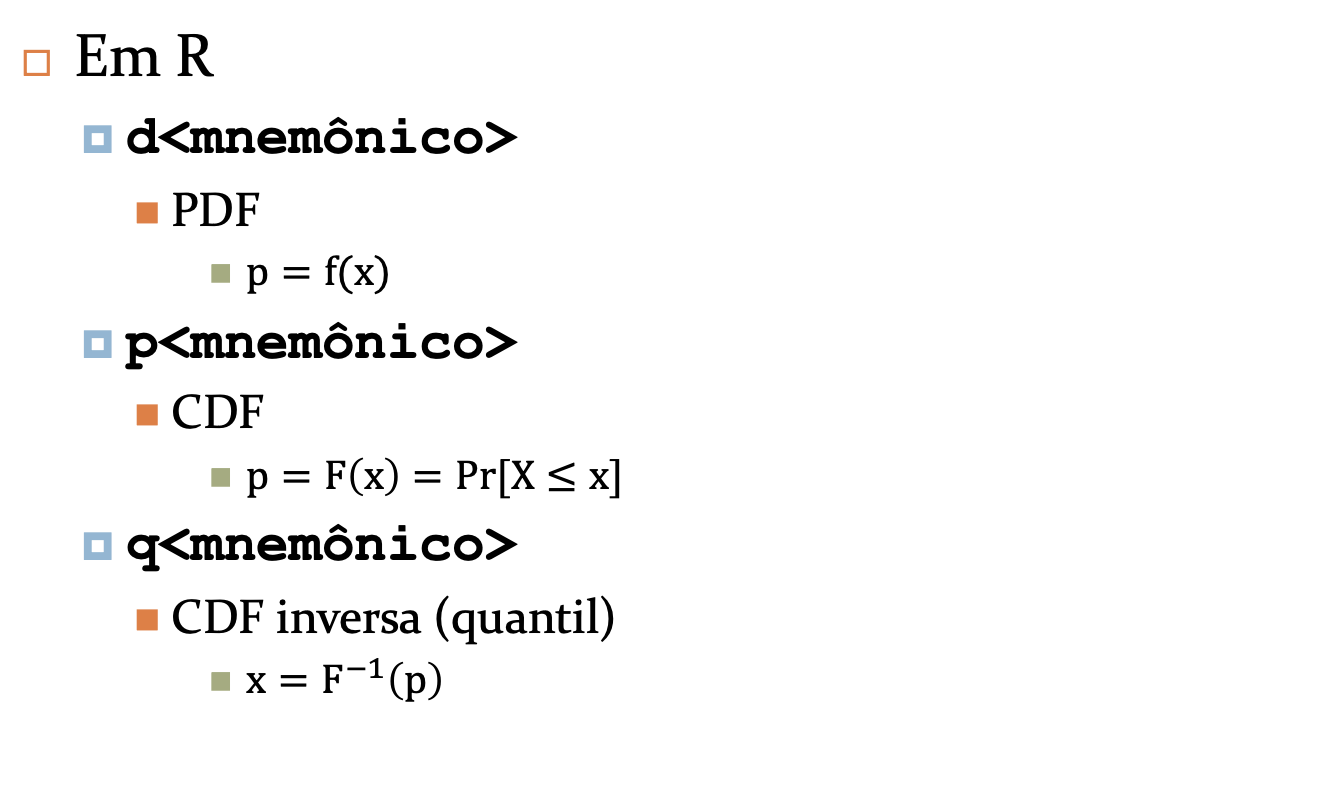 Em R
d<mnemônico>
PDF
p = f(x)
p<mnemônico>
CDF
p = F(x) = Pr[X ≤ x]
q<mnemônico>
CDF inversa (quantil)
x = F⁻¹(p)